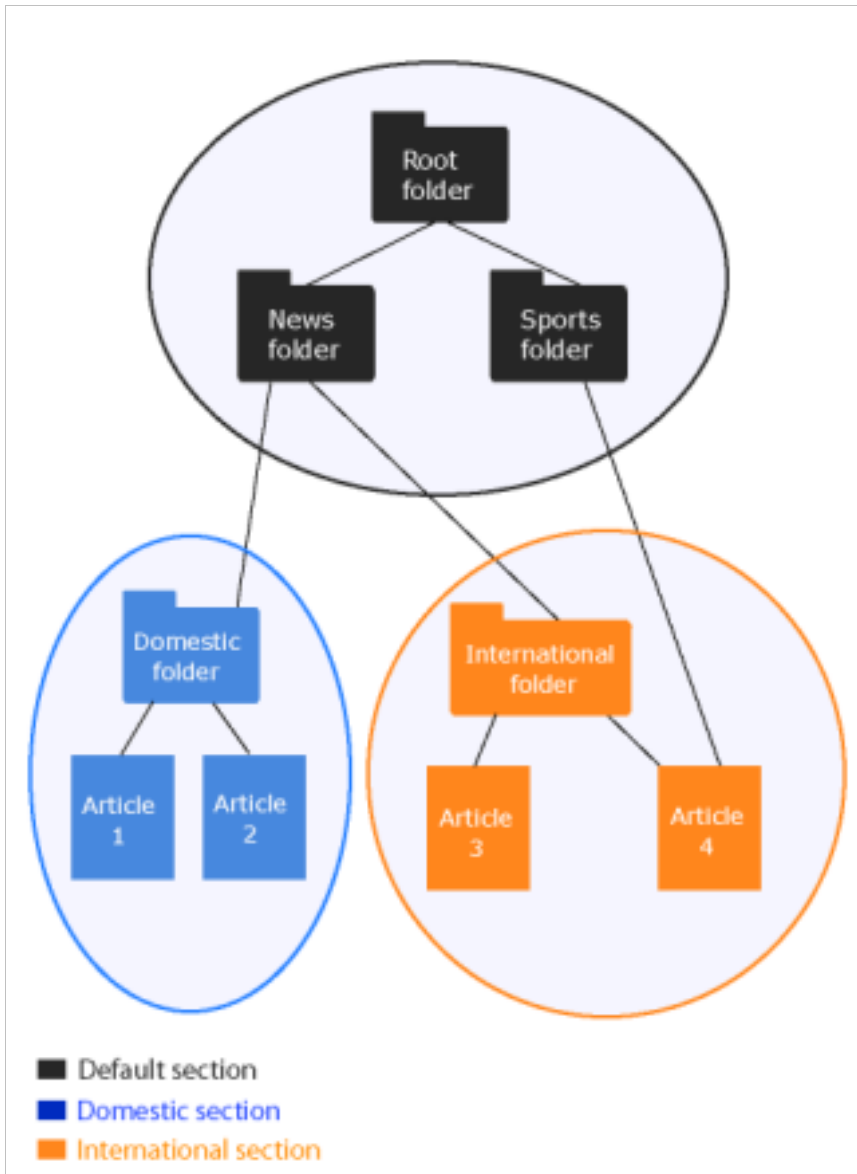 Root
folder
News
folder
Sports
folder
Domestic
folder
International
folder
Article
1
Article
2
Article
3
Article
4
Default section
Domestic section
International section